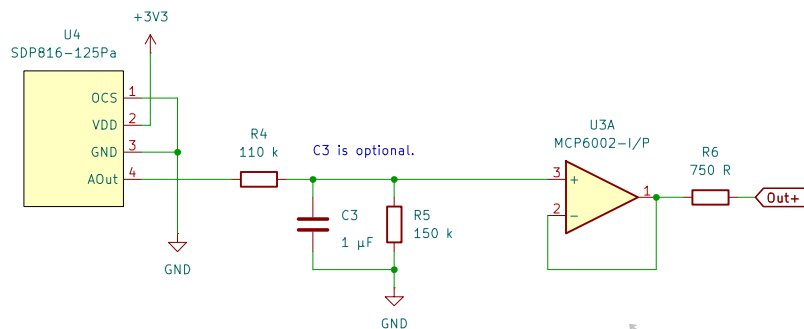 +3V3
U4
SDP816-125Pa
OCS 1
VDD 2
GND 3
AOut 4
R4
110 k
C3 is optional.
C3
1 µF
R5
150 k
GND
GND
U3A
MCP6002-I/P
3 +
2 -
1
R6
750 R
Out+